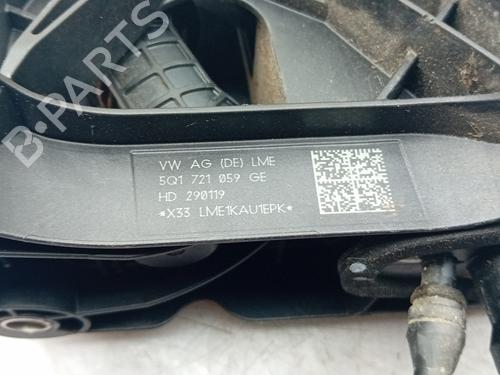 B-PARTS
VW AG (DE) LME
5Q1 721 059 GE
HD 290119
*X33 LME1KAU1EPK*